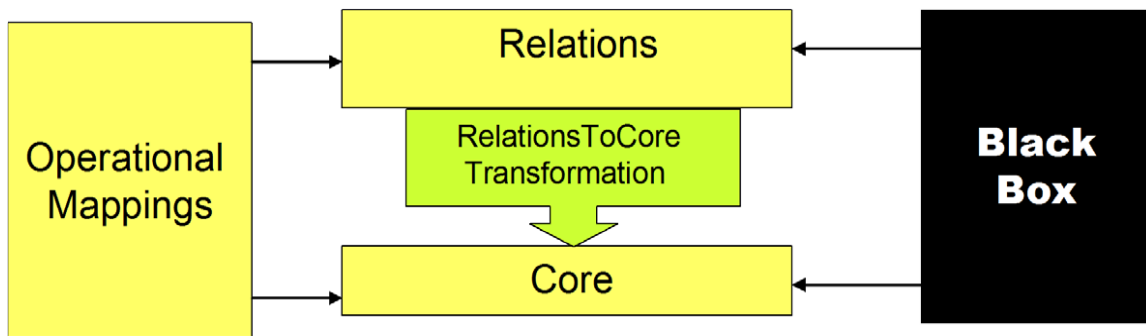 Relations
RelationsToCore
Transformation
Operational
Mappings
Black
Box
Core